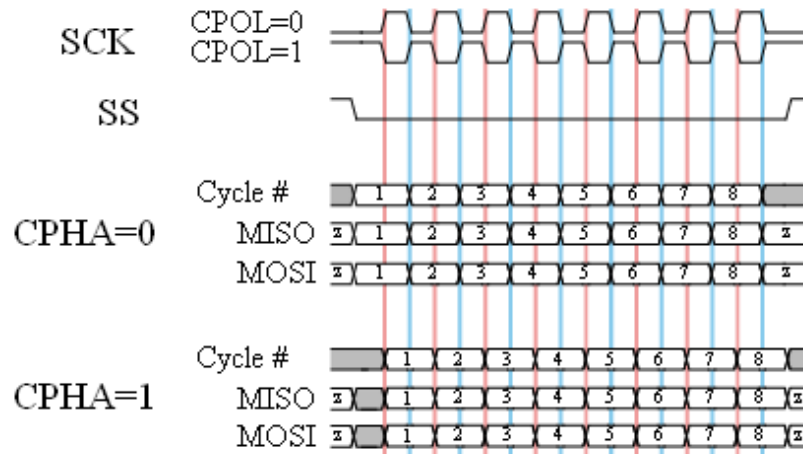 SCK CPOL=0
CPOL=1
SS
Cycle # 1 2 3 4 5 6 7 8
CPHA=0 MISO z 1 2 3 4 5 6 7 8 z
MOSI z 1 2 3 4 5 6 7 8 z
Cycle # 1 2 3 4 5 6 7 8
CPHA=1 MISO z 1 2 3 4 5 6 7 8 z
MOSI z 1 2 3 4 5 6 7 8 z